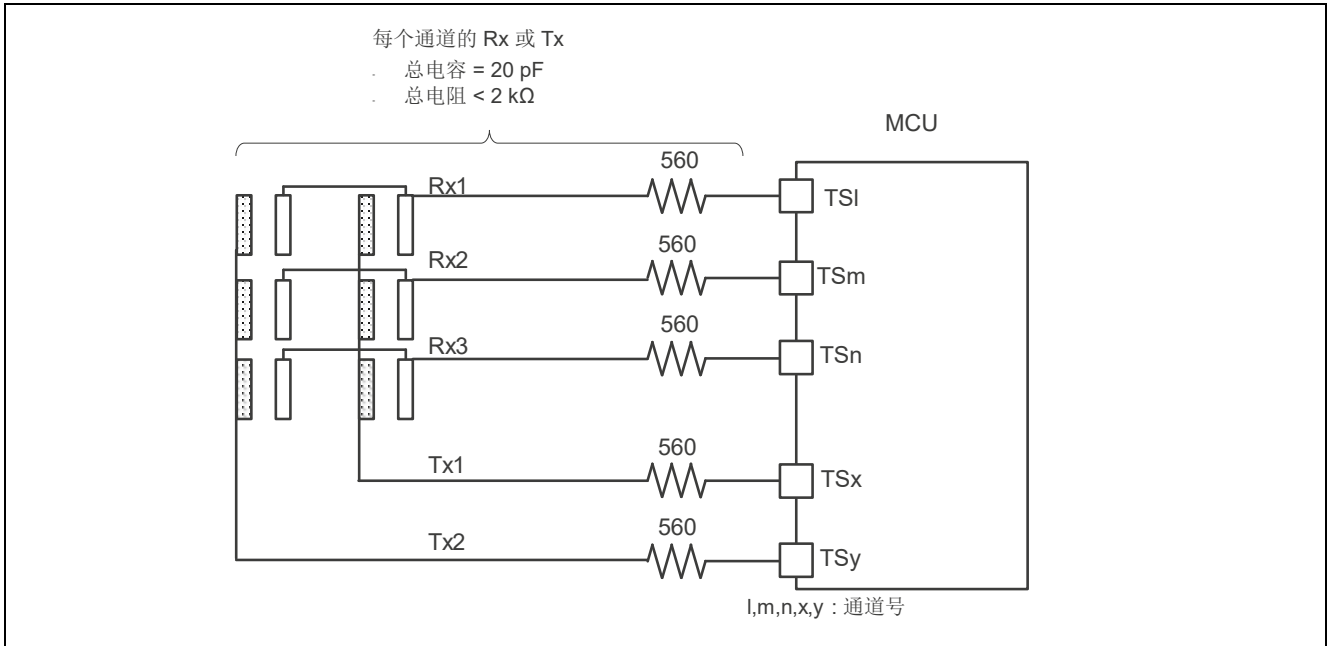 每个通道的 Rx 或 Tx
. 总电容 = 20 pF
. 总电阻 < 2 kΩ
MCU
560
Rx1
TSl
560
Rx2
TSm
560
Rx3
TSn
560
Tx1
TSx
560
Tx2
TSy
l,m,n,x,y : 通道号